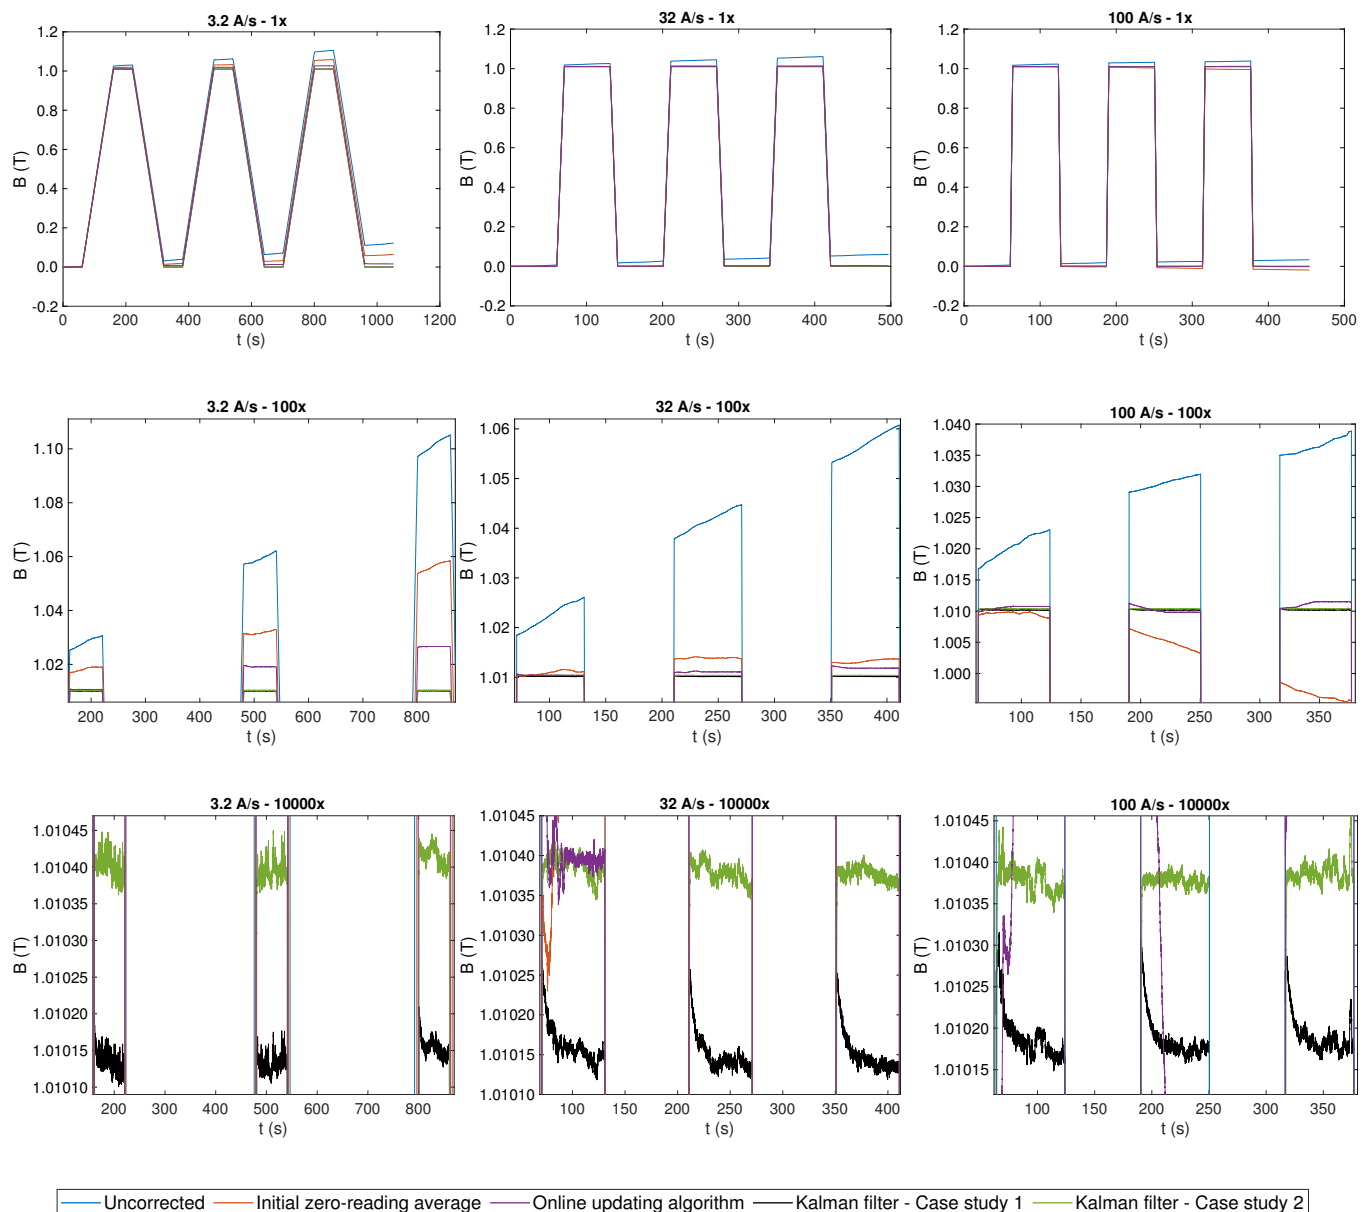 3.2 A/s - 1x
32 A/s - 1x
100 A/s - 1x
1.2
1.0
0.8
0.6
0.4
0.2
0.0
-0.2
B (T)
0 200 400 600 800 1000 1200
t (s)
1.2
1.0
0.8
0.6
0.4
0.2
0.0
-0.2
B (T)
0 100 200 300 400 500
t (s)
1.2
1.0
0.8
0.6
0.4
0.2
0.0
-0.2
B (T)
0 100 200 300 400 500
t (s)
3.2 A/s - 100x
32 A/s - 100x
100 A/s - 100x
1.10
1.08
1.06
1.04
1.02
B (T)
200 300 400 500 600 700 800
t (s)
1.06
1.05
1.04
1.03
1.02
1.01
B (T)
100 150 200 250 300 350 400
t (s)
1.040
1.035
1.030
1.025
1.020
1.015
1.010
1.005
1.000
B (T)
100 150 200 250 300 350
t (s)
3.2 A/s - 10000x
32 A/s - 10000x
100 A/s - 10000x
1.01045
1.01040
1.01035
1.01030
1.01025
1.01020
1.01015
1.01010
B (T)
200 300 400 500 600 700 800
t (s)
1.01045
1.01040
1.01035
1.01030
1.01025
1.01020
1.01015
1.01010
B (T)
100 150 200 250 300 350 400
t (s)
1.01045
1.01040
1.01035
1.01030
1.01025
1.01020
1.01015
B (T)
100 150 200 250 300 350
t (s)
Uncorrected Initial zero-reading average Online updating algorithm Kalman filter - Case study 1 Kalman filter - Case study 2